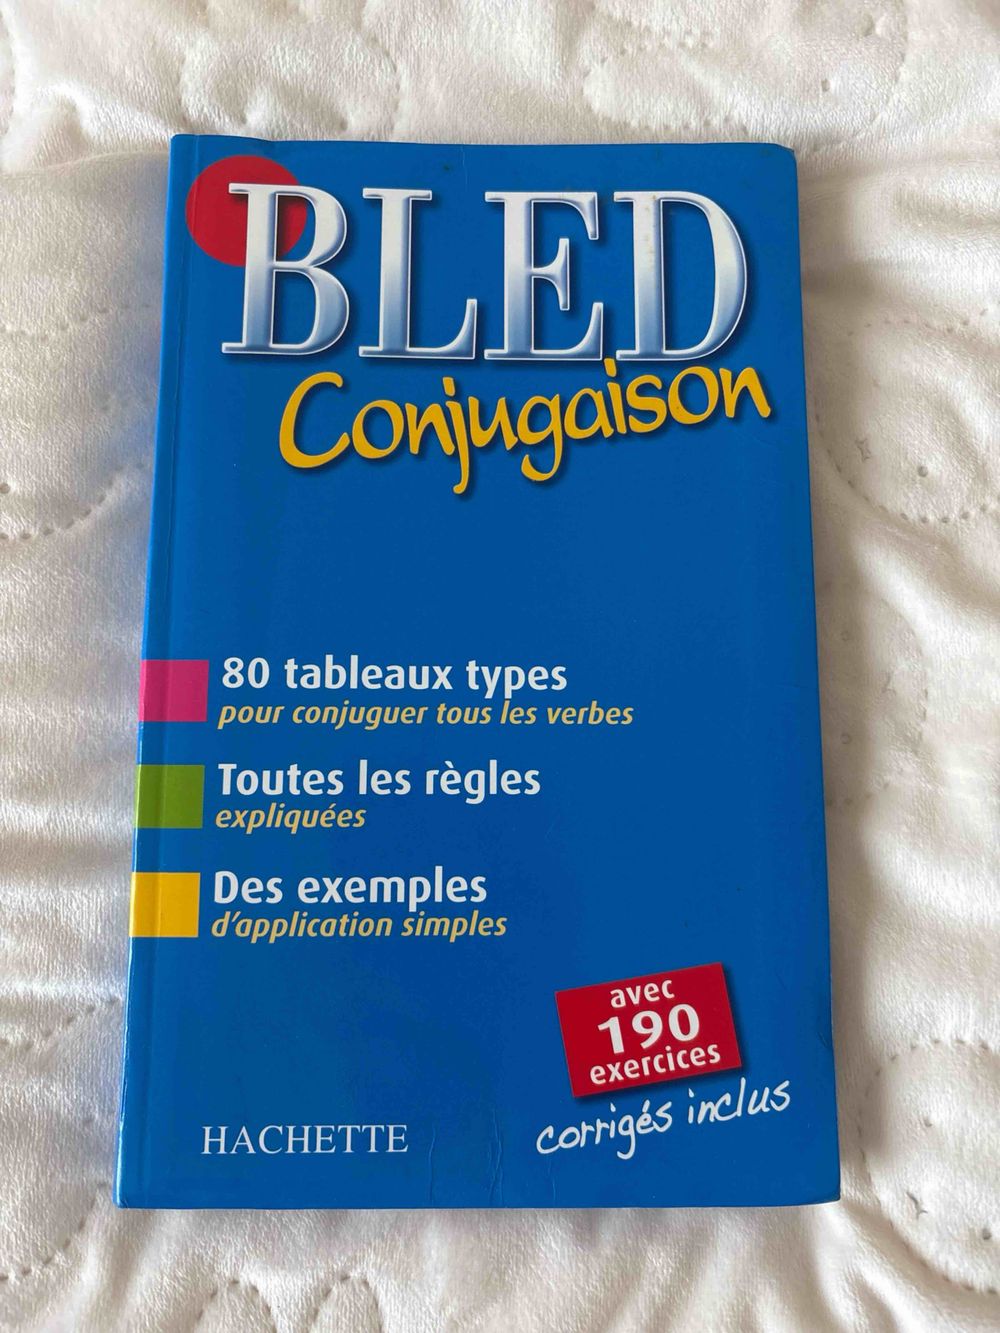 BLED
Conjugaison
80 tableaux types
pour conjuguer tous les verbes
Toutes les règles
expliquées
Des exemples
d'application simples
avec
190
exercices
corrigés inclus
HACHETTE